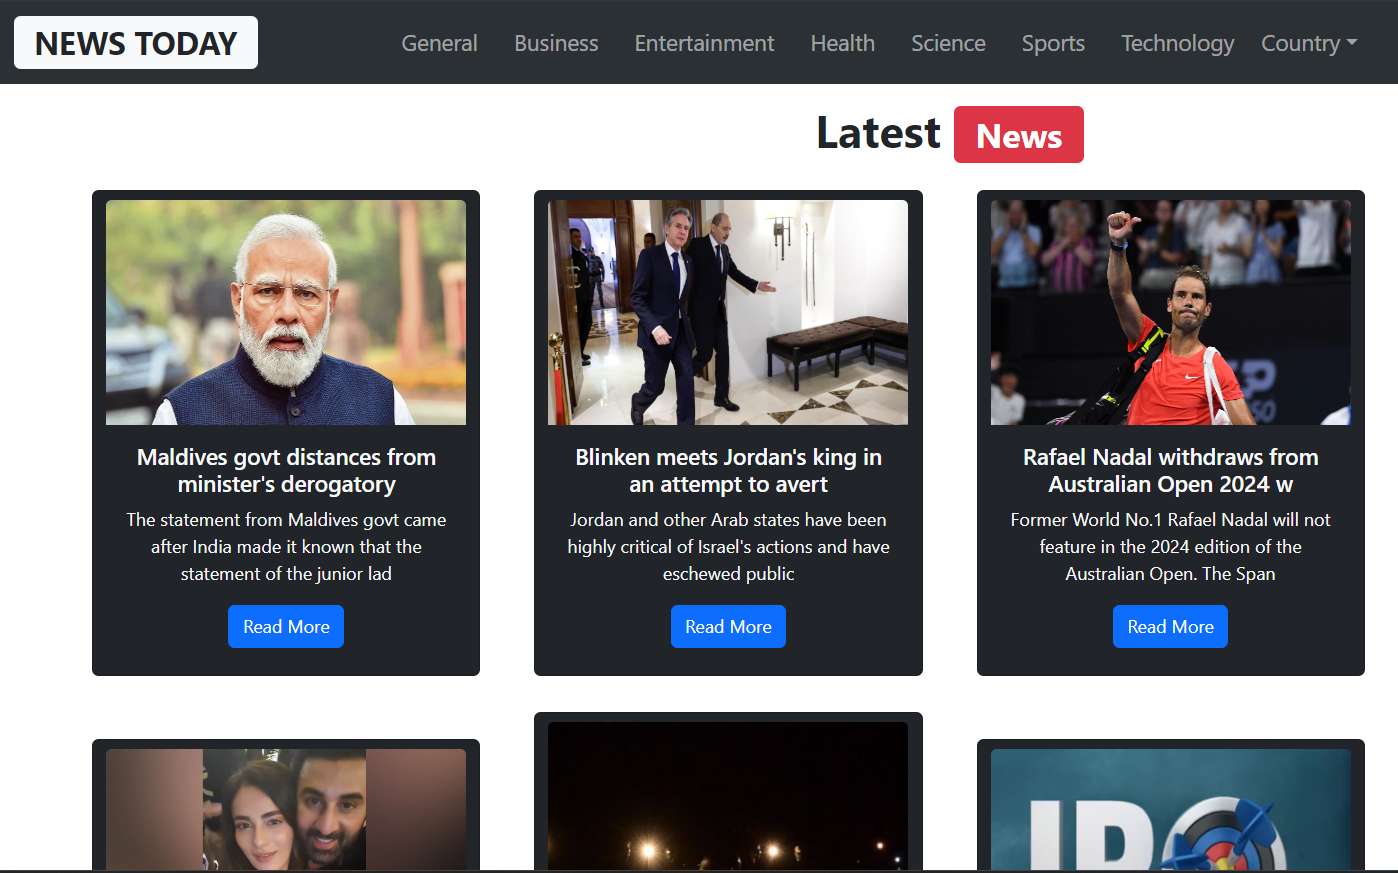 NEWS TODAY
General Business Entertainment Health Science Sports Technology Country
Latest News
Maldives govt distances from
minister's derogatory
The statement from Maldives govt came
after India made it known that the
statement of the junior lad
Read More
Blinken meets Jordan's king in
an attempt to avert
Jordan and other Arab states have been
highly critical of Israel's actions and have
eschewed public
Read More
Rafael Nadal withdraws from
Australian Open 2024 w
Former World No.1 Rafael Nadal will not
feature in the 2024 edition of the
Australian Open. The Span
Read More